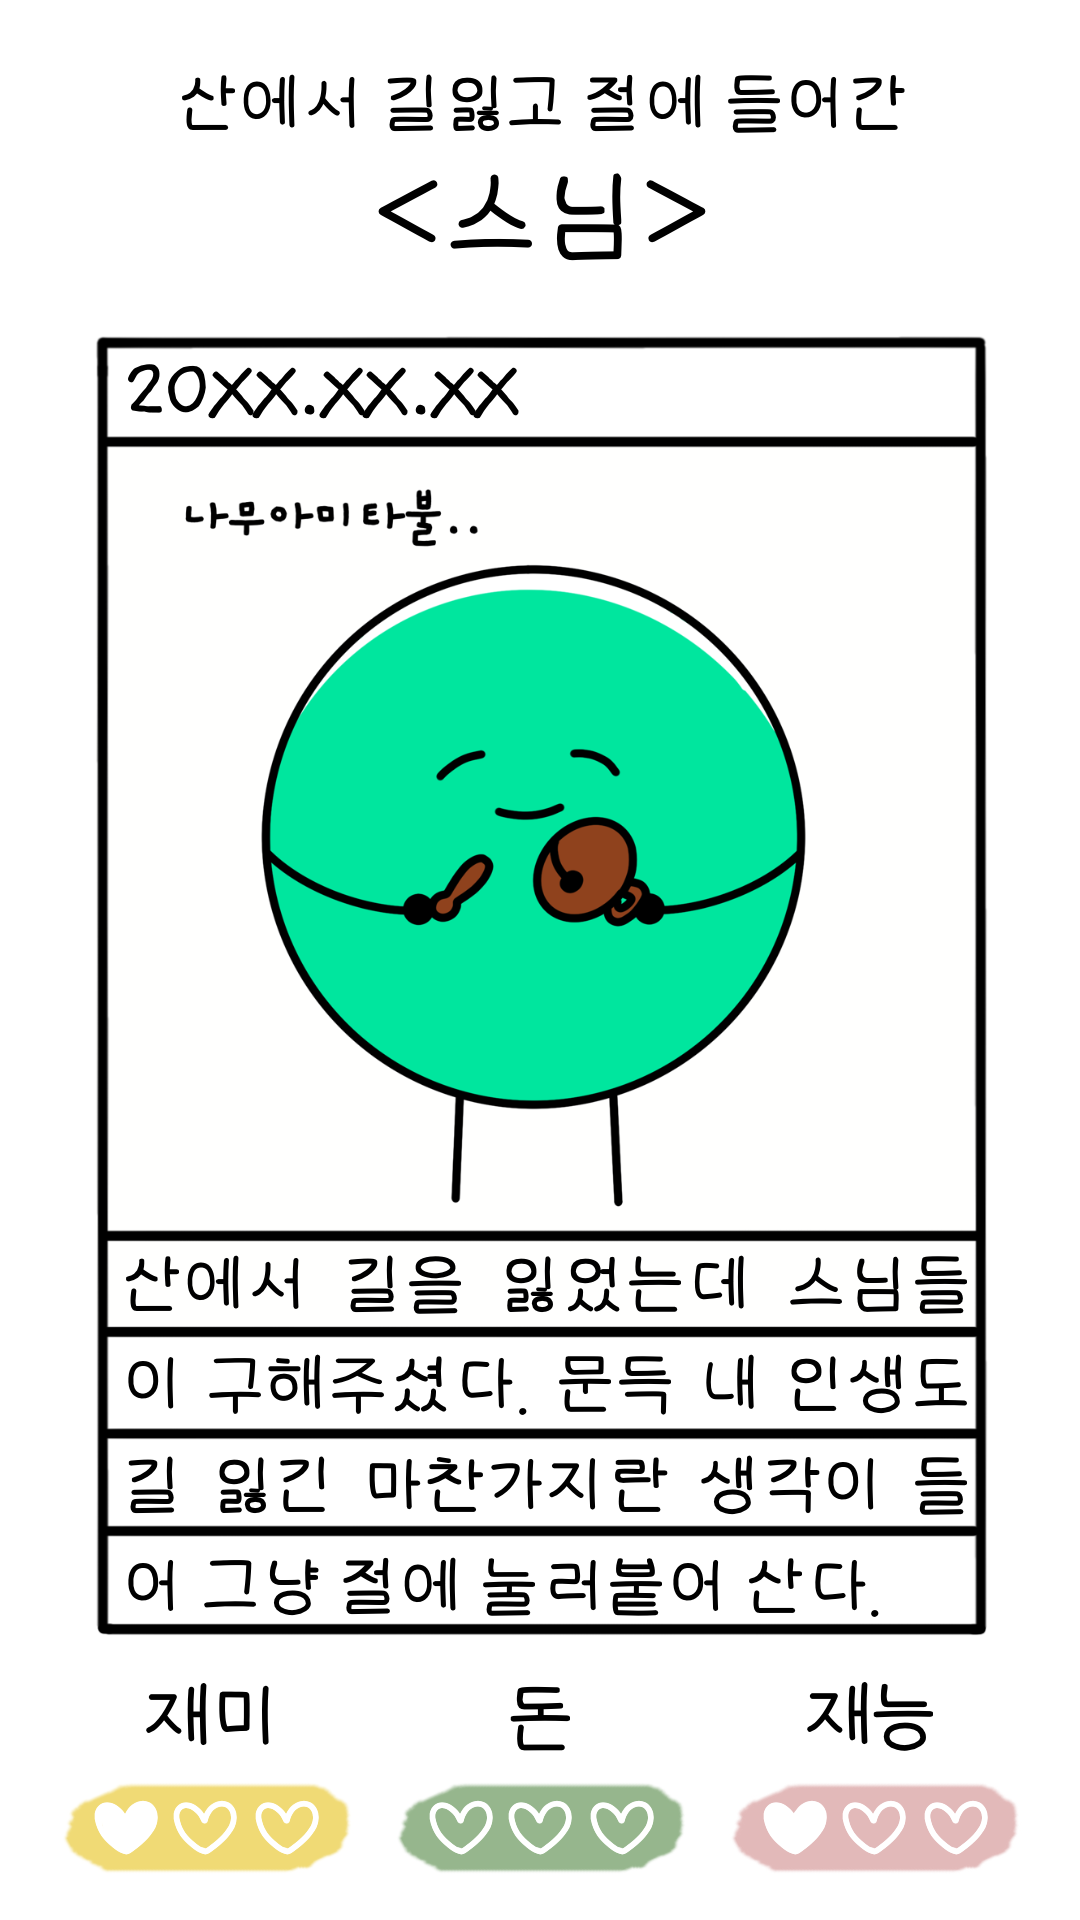 산에서 길잃고 절에 들어간
<스님>
20XX.XX.XX
나무아미타불..
산에서 길을 잃었는데 스님들
이 구해주셨다. 문득 내 인생도
길 잃긴 마찬가지란 생각이 들
어 그냥 절에 눌러붙어 산다.
재미 돈 재능